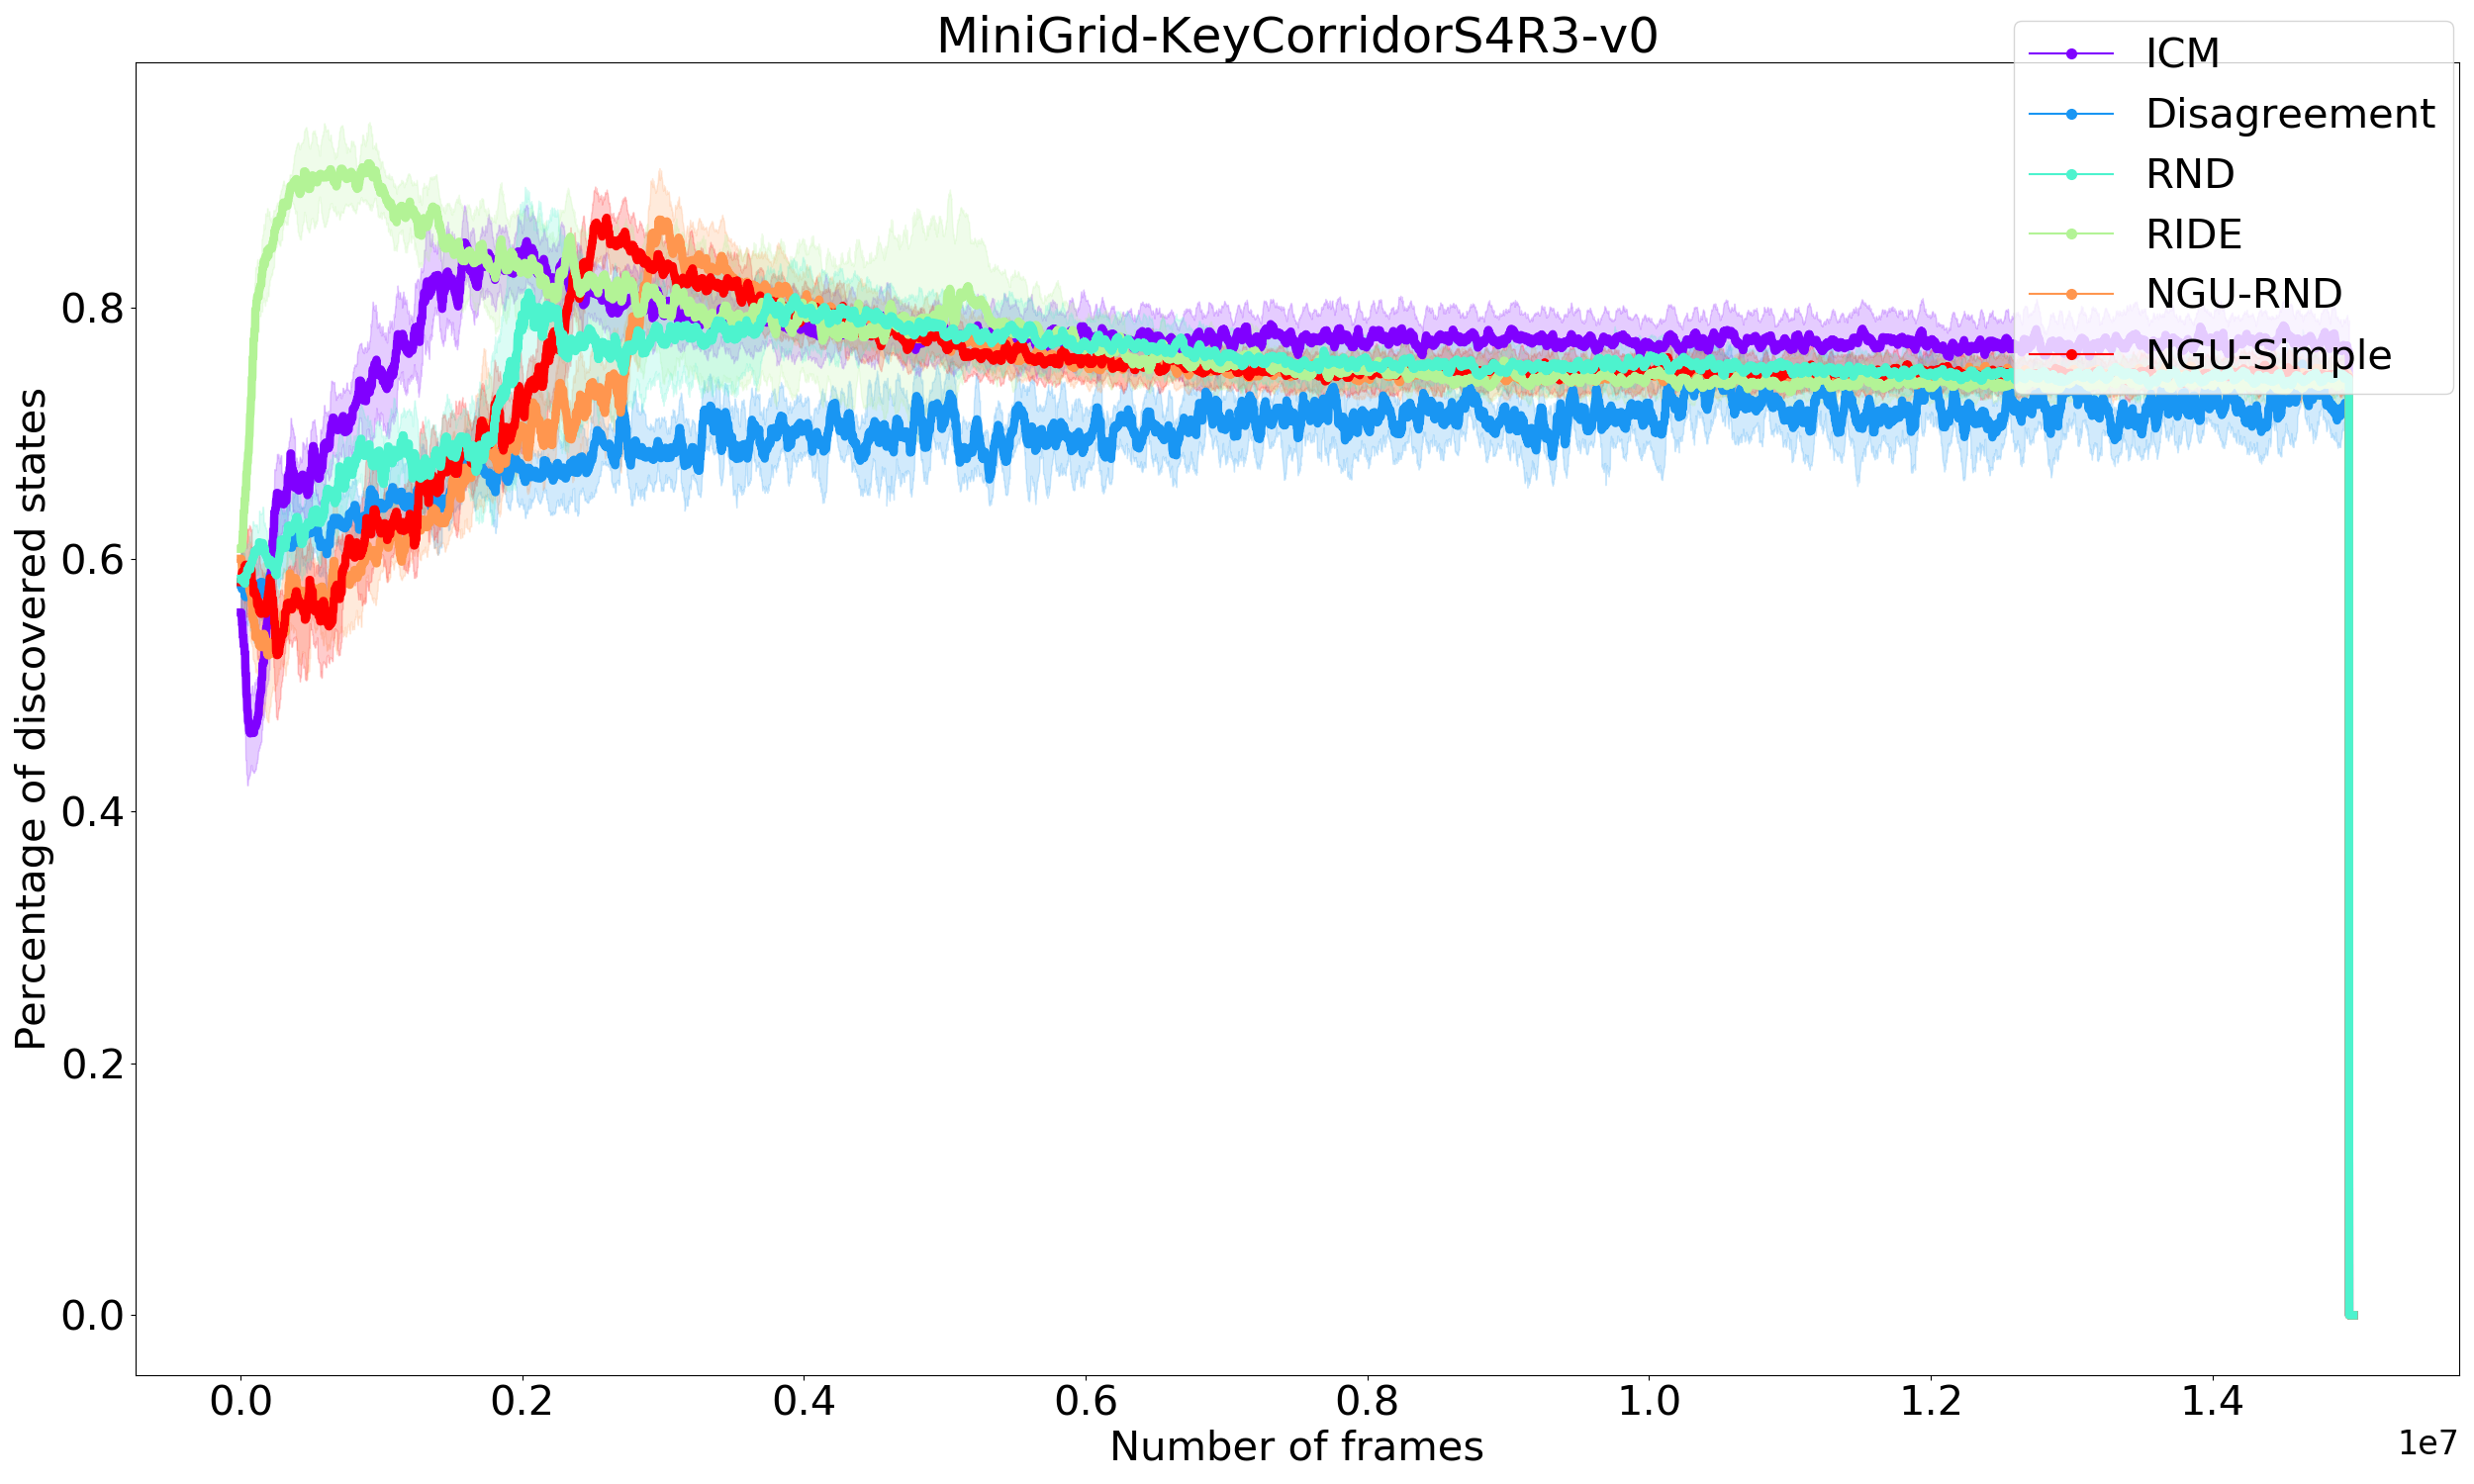 MiniGrid-KeyCorridorS4R3-v0
ICM
Disagreement
RND
RIDE
NGU-RND
NGU-Simple
Percentage of discovered states
0.8
0.6
0.4
0.2
0.0
0.0 0.2 0.4 0.6 0.8 1.0 1.2 1.4
Number of frames
1e7